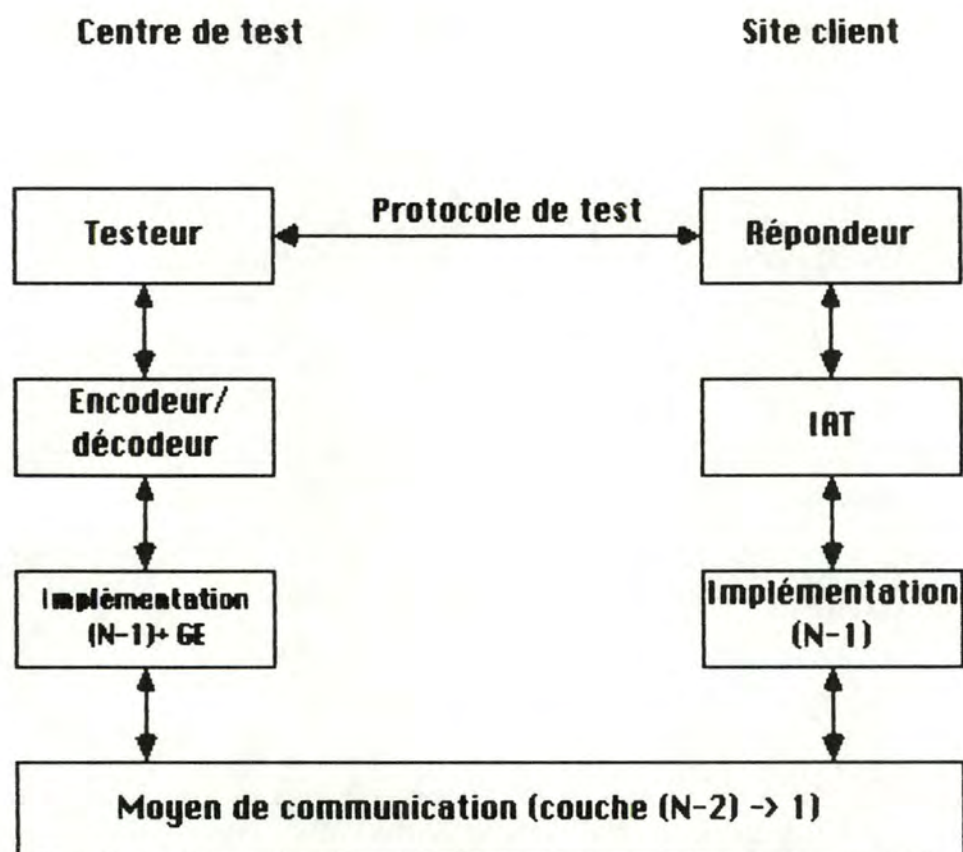 Centre de test
Site client
Testeur
Protocole de test
Répondeur
Encodeur/
décodeur
IAT
Implémentation
(N-1)+ GE
Implémentation
(N-1)
Moyen de communication (couche (N-2) -> 1)